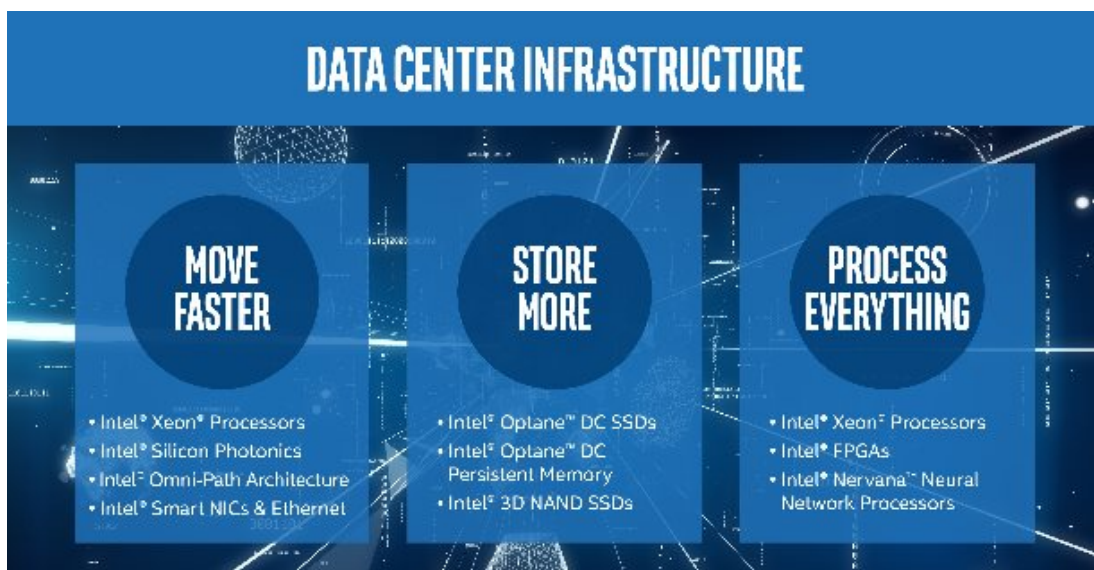 DATA CENTER INFRASTRUCTURE
MOVE
FASTER
• Intel® Xeon® Processors
• Intel® Silicon Photonics
• Intel® Omni-Path Architecture
• Intel® Smart NICs & Ethernet
STORE
MORE
• Intel® Optane™ DC SSDs
• Intel® Optane™ DC
Persistent Memory
• Intel® 3D NAND SSDs
PROCESS
EVERYTHING
• Intel® Xeon® Processors
• Intel® FPGAs
• Intel® Nervana™ Neural
Network Processors